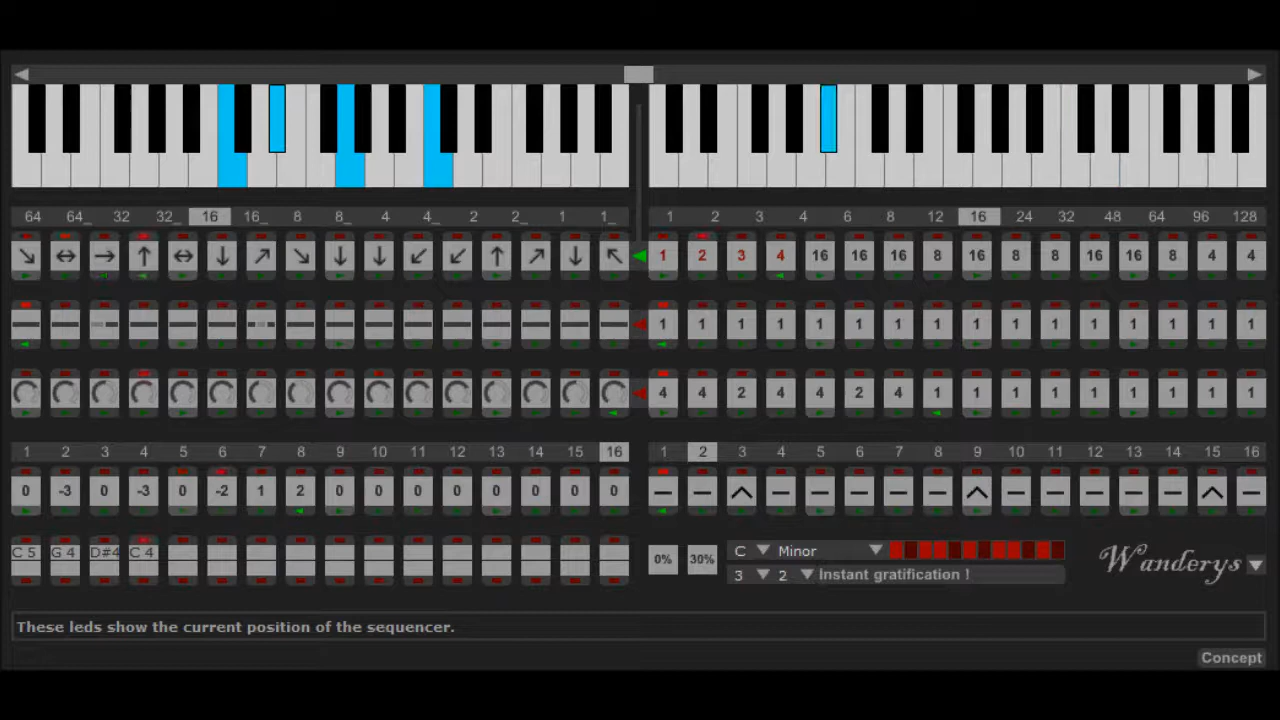 64 64_ 32 32_ 16 16_ 8 8_ 4 4_ 2 2_ 1 1_ 1 2 3 4 6 8 12 16 24 32 48 64 96 128
1 2 3 4 16 16 16 8 16 8 8 16 16 8 4 4
1 1 1 1 1 1 1 1 1 1 1 1 1 1 1 1
4 4 2 4 4 2 4 1 1 1 1 1 1 1 1 1
1 2 3 4 5 6 7 8 9 10 11 12 13 14 15 16 1 2 3 4 5 6 7 8 9 10 11 12 13 14 15 16
0 -3 0 -3 0 -2 1 2 0 0 0 0 0 0 0 0
C 5 G 4 D#4 C 4
0% 30% C Minor
3 2 Instant gratification !
Wanderys
These leds show the current position of the sequencer.
Concept